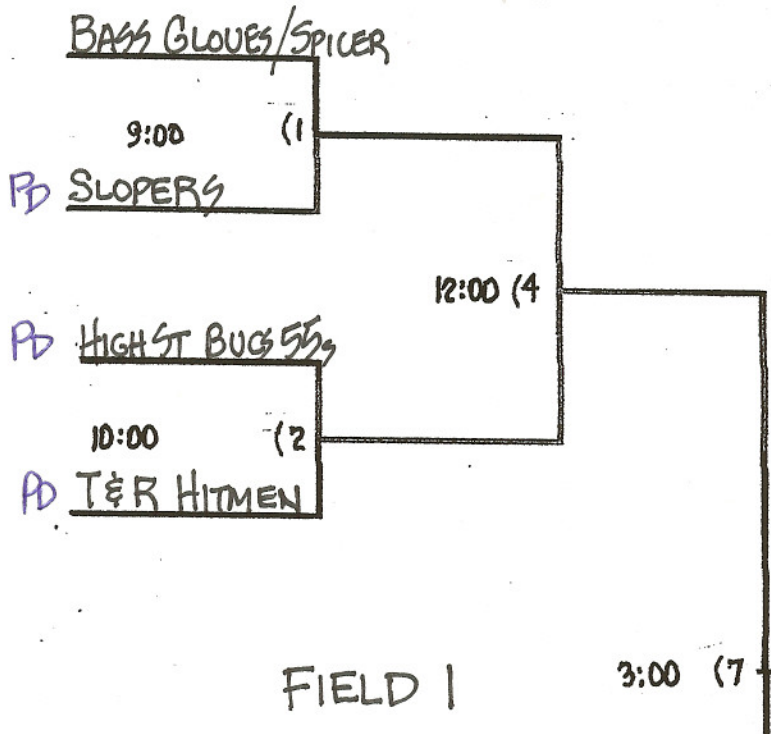 BASS GLOVES/SPICER
9:00 (1
PD SLOPERS
12:00 (4
PD HIGH ST BUCS 55s
10:00 (2
PD T&R HITMEN
FIELD 1
3:00 (7